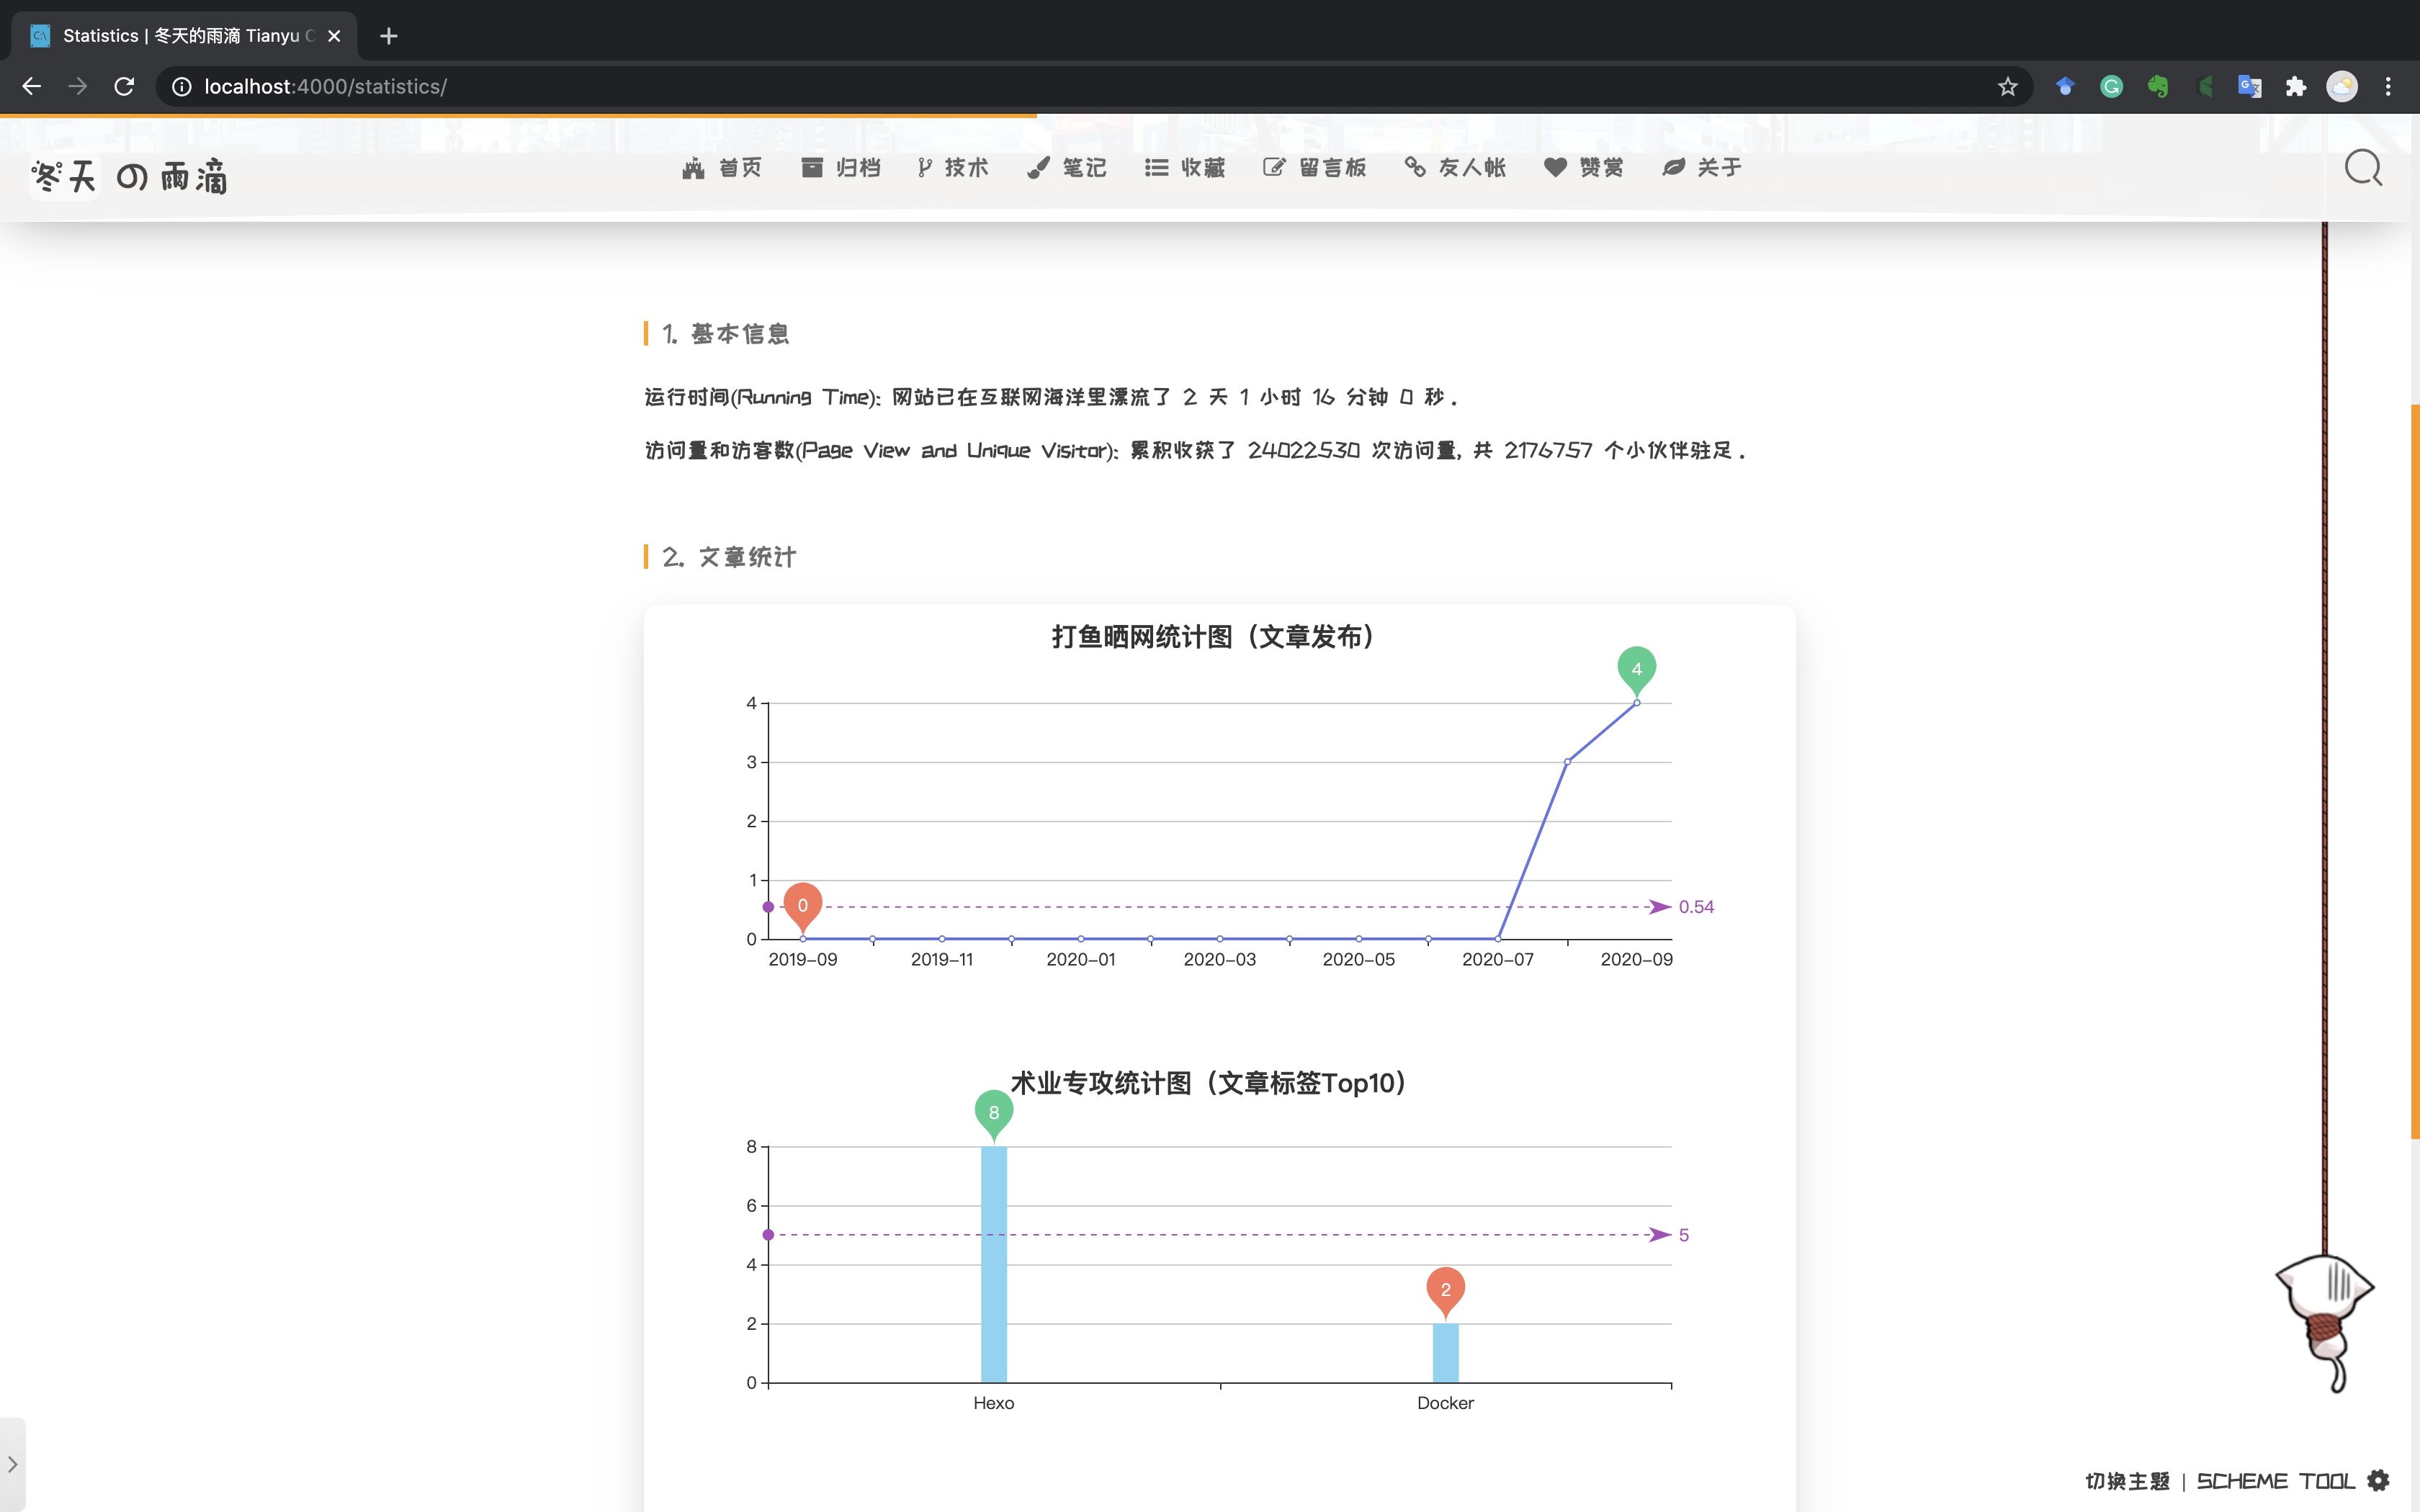 Statistics | 冬天的雨滴 Tianyu C
localhost:4000/statistics/
冬天 の 雨滴
首页 归档 技术 笔记 收藏 留言板 友人帐 赞赏 关于
1. 基本信息
运行时间(Running Time): 网站已在互联网海洋里漂流了 2 天 1 小时 16 分钟 0 秒.
访问量和访客数(Page View and Unique Visitor): 累积收获了 24022530 次访问量, 共 2176757 个小伙伴驻足.
2. 文章统计
打鱼晒网统计图（文章发布）
4
4
3
2
1
0
0.54
0
2019-09 2019-11 2020-01 2020-03 2020-05 2020-07 2020-09
术业专攻统计图（文章标签Top10）
8
8
6
5
4
2
2
0
Hexo Docker
切换主题 | SCHEME TOOL